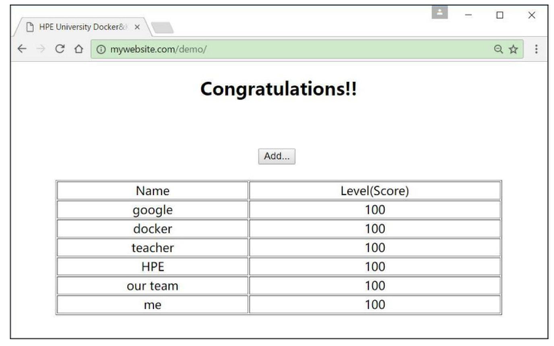 HPE University Docker&
mywebsite.com/demo/
Congratulations!!
Add...
Name Level(Score)
google 100
docker 100
teacher 100
HPE 100
our team 100
me 100